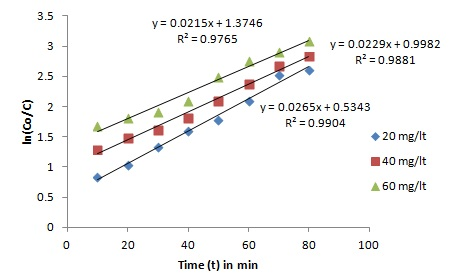 y = 0.0215x + 1.3746
R² = 0.9765
y = 0.0229x + 0.9982
R² = 0.9881
y = 0.0265x + 0.5343
R² = 0.9904
ln(Co/C)
3.5
3
2.5
2
1.5
1
0.5
0
0
20
40
60
80
100
Time (t) in min
20 mg/lt
40 mg/lt
60 mg/lt